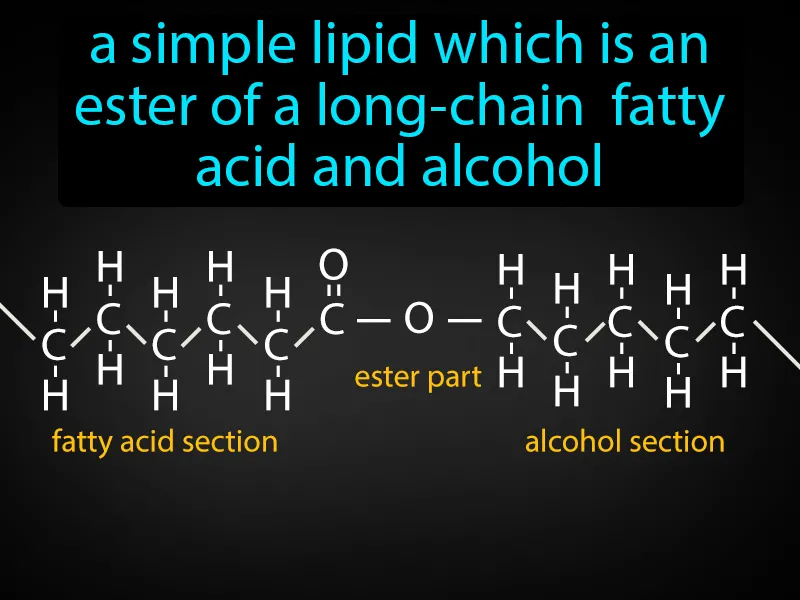 a simple lipid which is an
ester of a long-chain fatty
acid and alcohol
H H H H H O H H H H H
C C C C C C O C C C C C
H H H H H H H H H H
ester part
fatty acid section
alcohol section